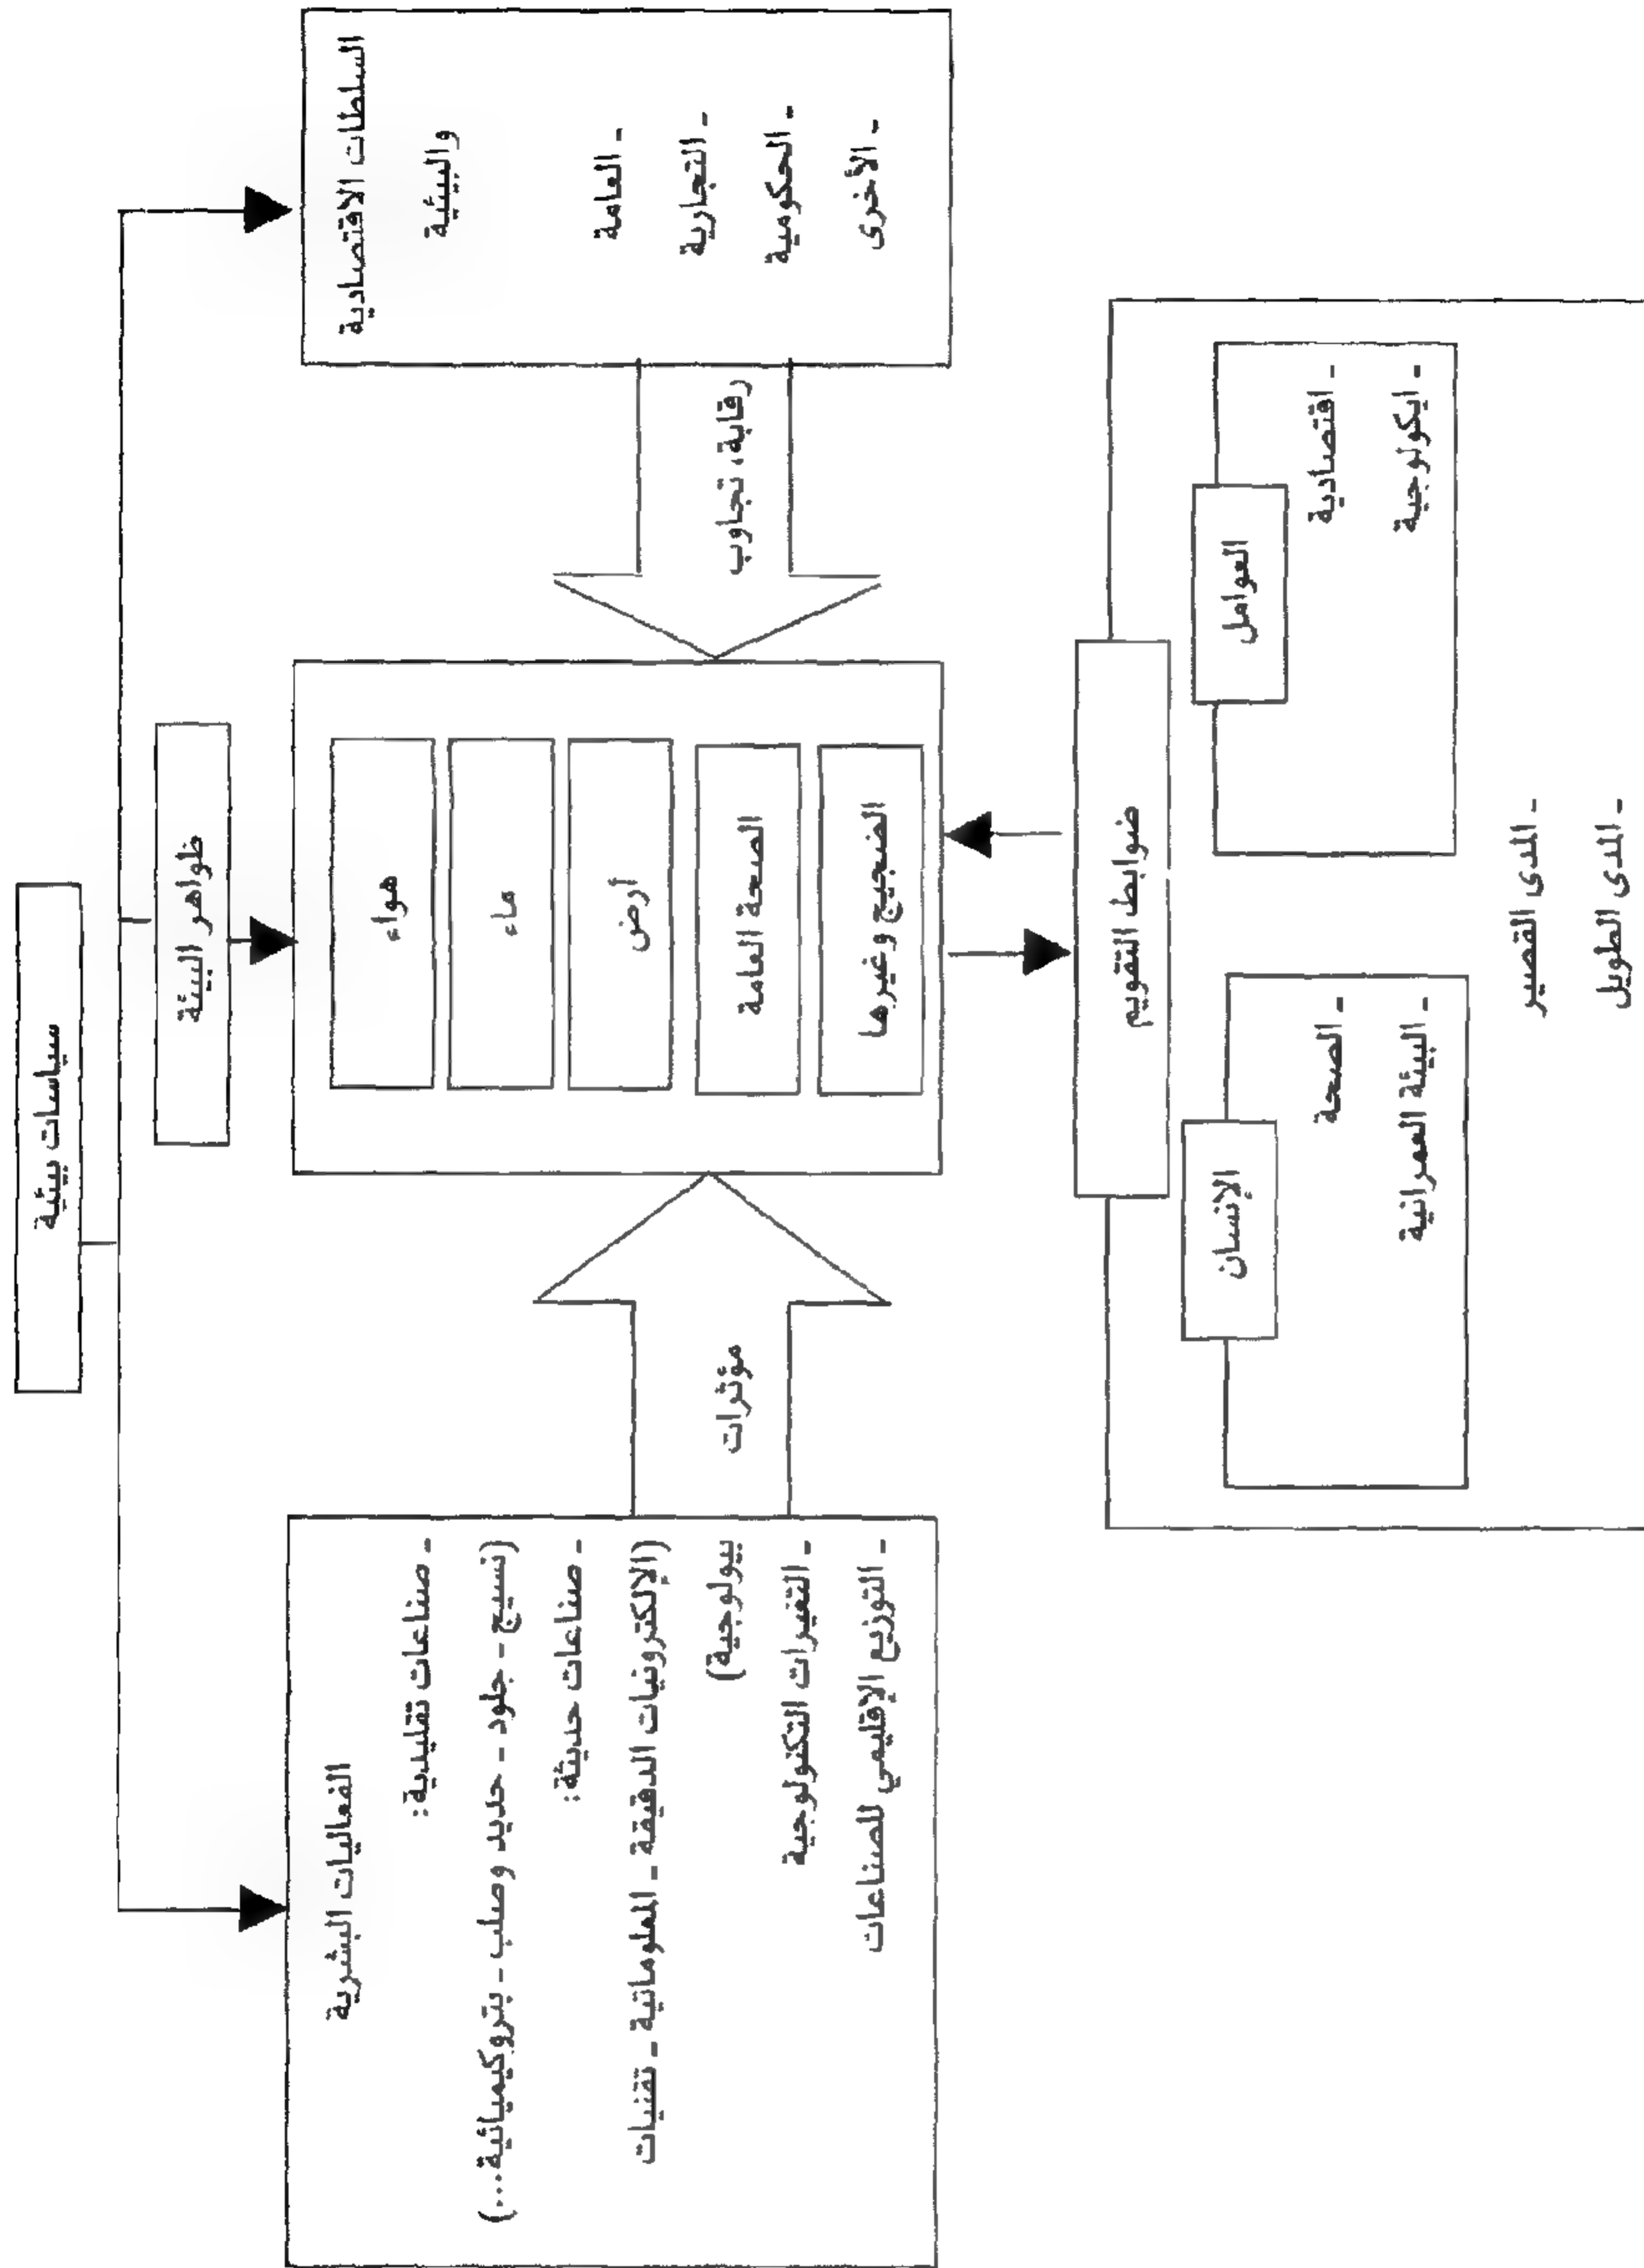 سياسات بيئية
ظواهر البيئة
السلطات الاقتصادية
والبيئية
- العامة
- التجارية
- الحكومية
- الأخرى
رقابة، تجاوب
هواء
ماء
أرض
الصحة العامة
الضجيج وغيرها
مؤثرات
الفعاليات البشرية
- صناعات تقليدية:
(نسيج - جلود - حديد وصلب - بتروكيميائية...)
- صناعات حديثة:
(الإلكترونيات الدقيقة - المعلوماتية - تقنيات
بيولوجية)
- التغيرات التكنولوجية
- التوزيع الإقليمي للصناعات
ضوابط التقويم
العوامل
- اقتصادية
- ايكولوجية
الإنسان
- الصحة
- البيئة العمرانية
- المدى القصير
- المدى الطويل